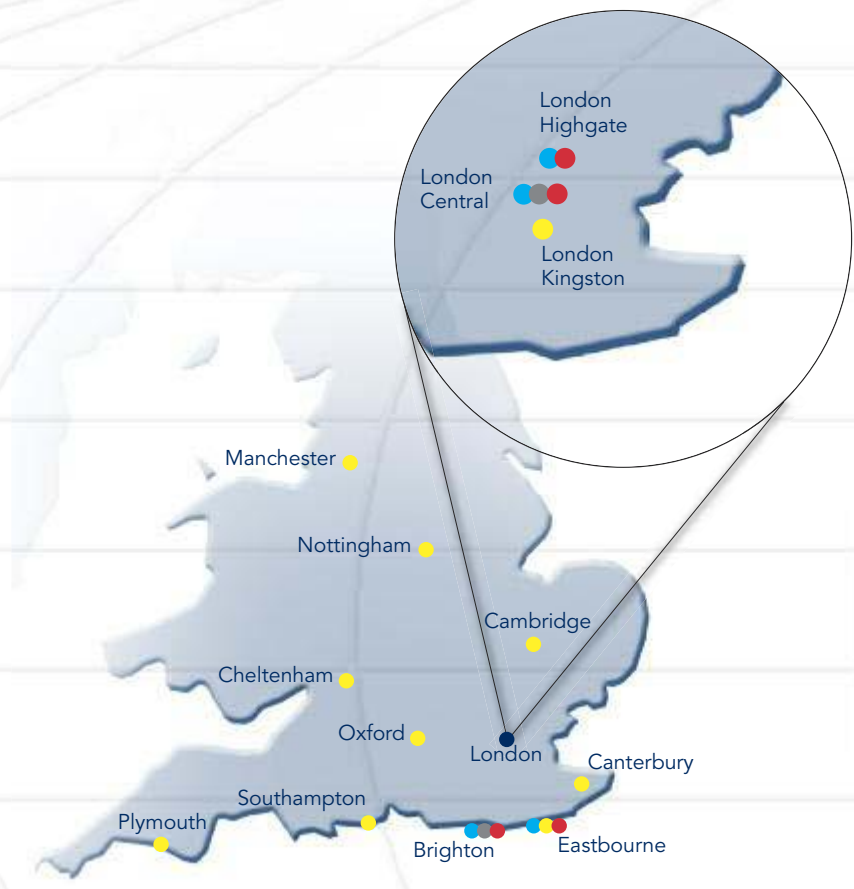 London
Highgate
London
Central
London
Kingston
Manchester
Nottingham
Cambridge
Cheltenham
Oxford
London
Canterbury
Southampton
Plymouth
Brighton
Eastbourne